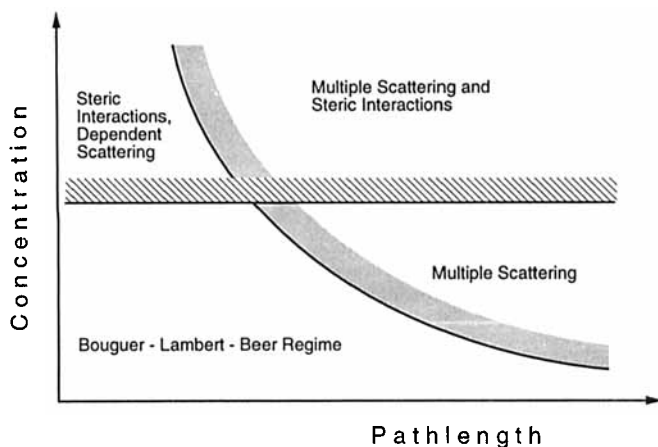 Steric
Interactions,
Dependent
Scattering
Multiple Scattering and
Steric Interactions
Concentration
Multiple Scattering
Bouguer - Lambert - Beer Regime
Pathlength